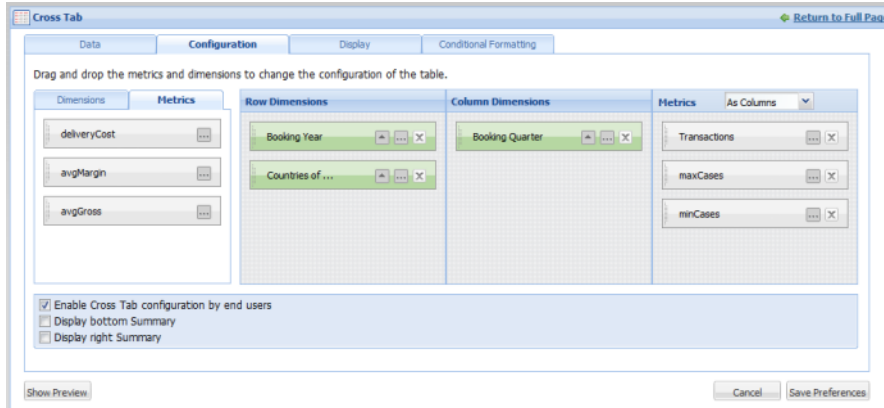 Cross Tab
Return to Full Pag
Data Configuration Display Conditional Formatting
Drag and drop the metrics and dimensions to change the configuration of the table.
Dimensions Metrics Row Dimensions Column Dimensions Metrics As Columns
deliveryCost ... Booking Year ... X Booking Quarter ... X Transactions ... X
avgMargin ... Countries of ... ... X maxCases ... X
avgGross ... minCases ... X
Enable Cross Tab configuration by end users
Display bottom Summary
Display right Summary
Show Preview Cancel Save Preferences